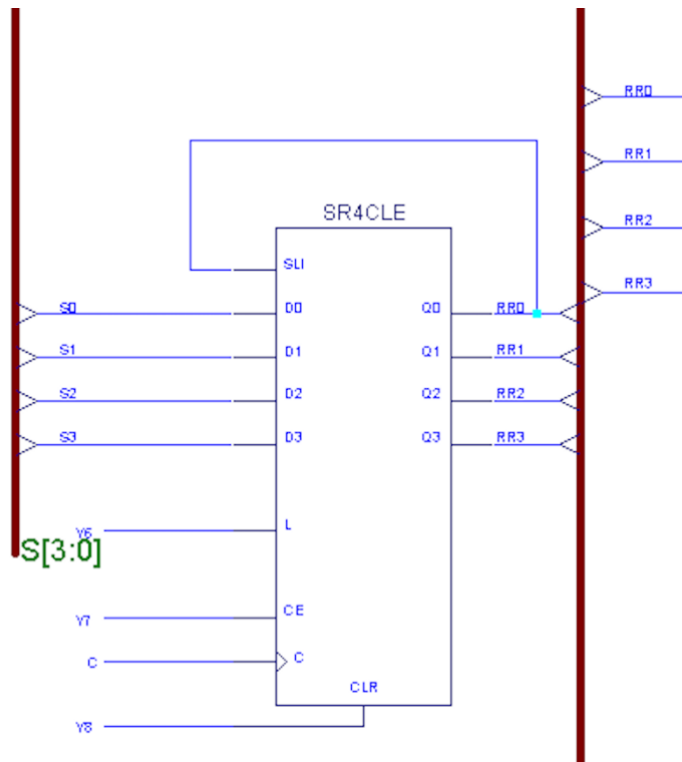 RR0
RR1
SR4CLE
RR2
SLI
RR3
S0 D0 Q0 RR0
S1 D1 Q1 RR1
S2 D2 Q2 RR2
S3 D3 Q3 RR3
Y6 L
S[3:0]
Y7 CE
C C
CLR
Y8